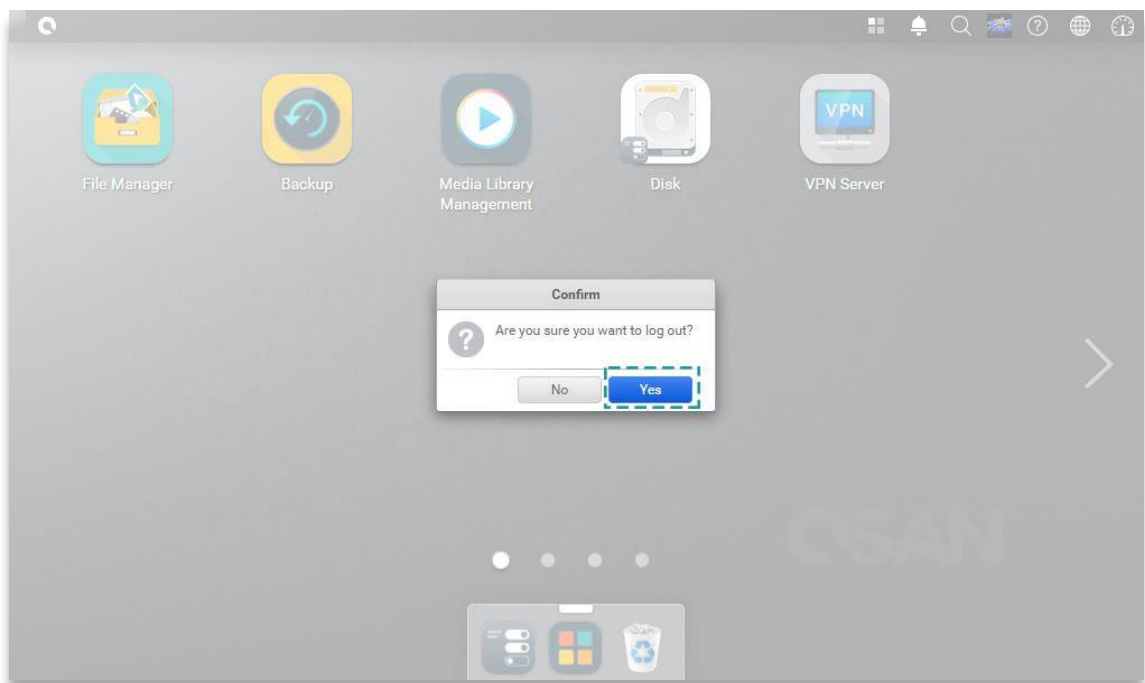 VPN
File Manager
Backup
Media Library
Management
Disk
VPN Server
Confirm
Are you sure you want to log out?
No
Yes
QSAN